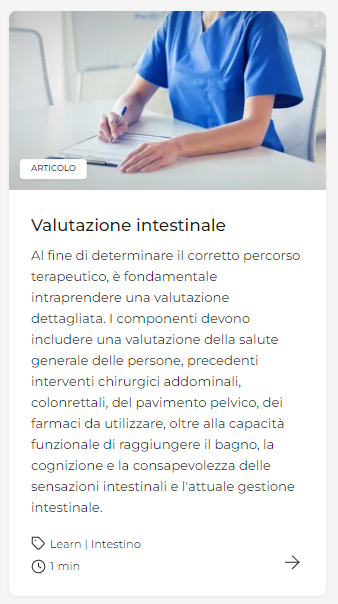 ARTICOLO
Valutazione intestinale
Al fine di determinare il corretto percorso
terapeutico, è fondamentale
intraprendere una valutazione
dettagliata. I componenti devono
includere una valutazione della salute
generale delle persone, precedenti
interventi chirurgici addominali,
colonrettali, del pavimento pelvico, dei
farmaci da utilizzare, oltre alla capacità
funzionale di raggiungere il bagno, la
cognizione e la consapevolezza delle
sensazioni intestinali e l'attuale gestione
intestinale.
Learn | Intestino
1 min